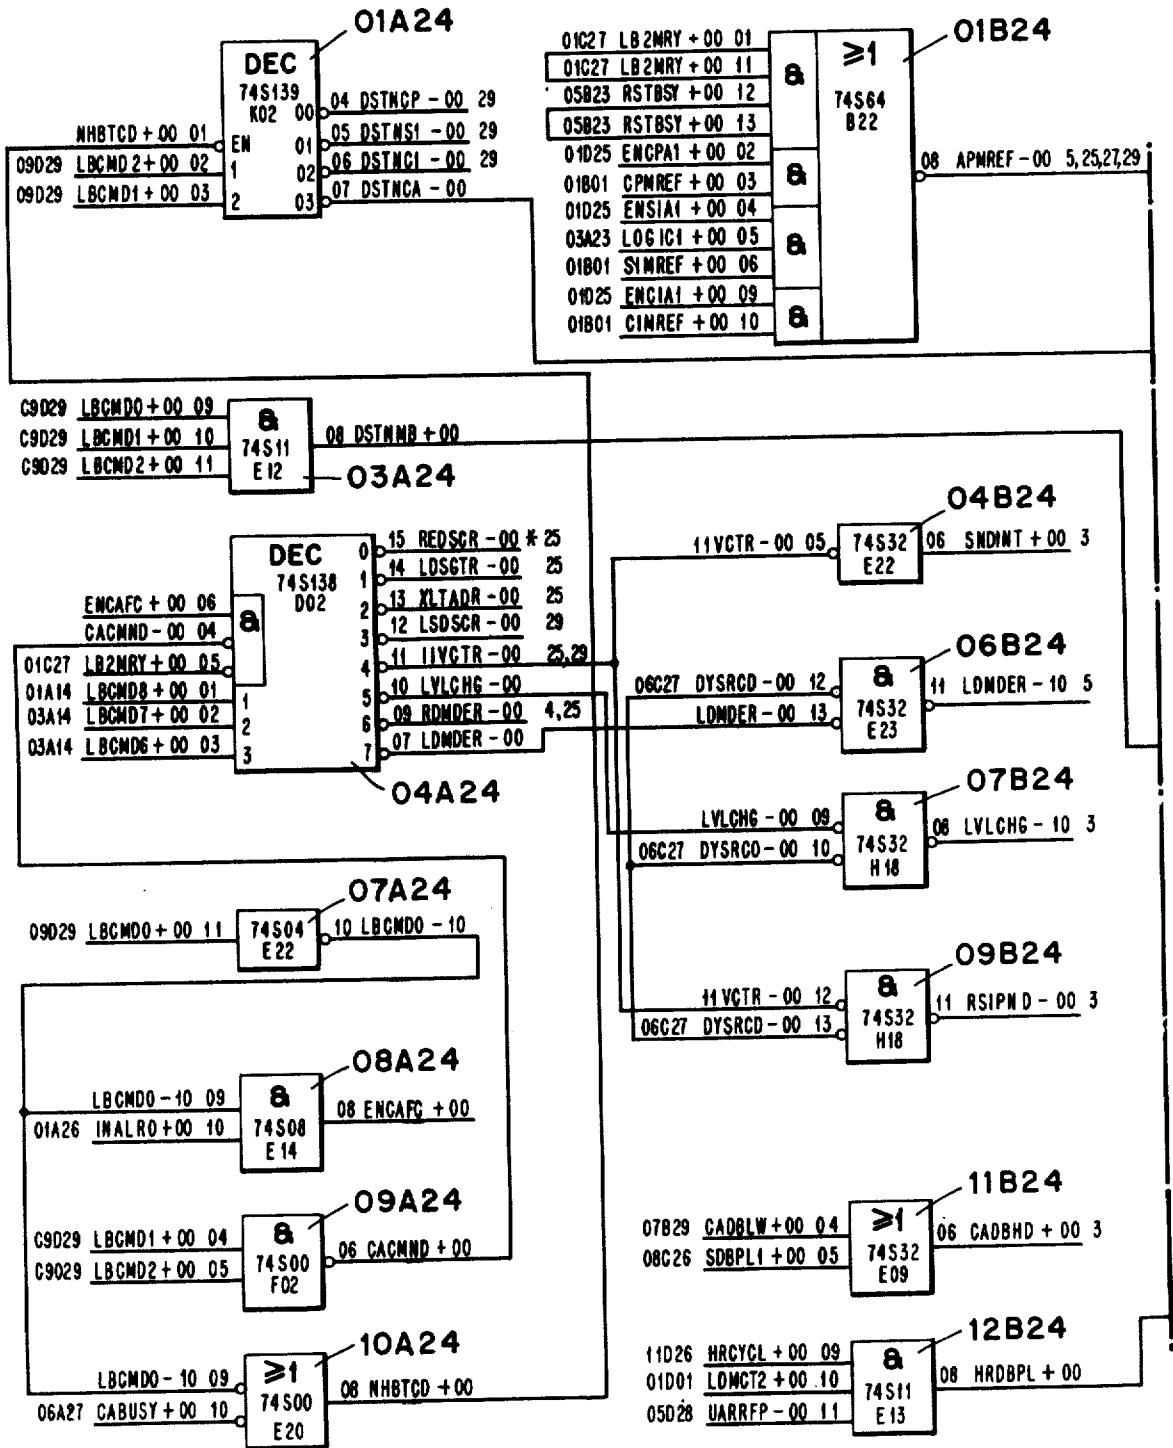 01A24
DEC
74S139
K02
NHBTCD +00 01
09D29 LBCMD2 +00 02
09D29 LBCMD1 +00 03
EN
1
2
00
01
02
03
04 DSTNCP -00 29
05 DSTNS1 -00 29
06 DSTNCI -00 29
07 DSTNCA -00
01B24
01C27 LB2MRY +00 01
01C27 LB2MRY +00 11
05B23 RSTBSY +00 12
05B23 RSTBSY +00 13
01D25 ENCPA1 +00 02
01B01 CPMREF +00 03
01D25 ENSIA1 +00 04
03A23 LOGIC1 +00 05
01B01 SIMREF +00 06
01D25 ENCIA1 +00 09
01B01 CIMREF +00 10
&
&
&
&
≥1
74S64
B22
08 APMREF -00 5,25,27,29
C9D29 LBCMD0 +00 09
C9D29 LBCMD1 +00 10
C9D29 LBCMD2 +00 11
&
74S11
E12
08 DSTNMB +00
03A24
DEC
74S138
D02
ENCAFC +00 06
CACMND -00 04
01C27 LB2MRY +00 05
01A14 LBCMD8 +00 01
03A14 LBCMD7 +00 02
03A14 LBCMD6 +00 03
&
1
2
3
0
1
2
3
4
5
6
7
15 REDSCR -00 * 25
14 LDSGTR -00 25
13 XLTADR -00 25
12 LSDSCR -00 29
11 IIVCTR -00 25,29
10 LVLCHG -00
09 RDMDER -00 4,25
07 LDMDER -00
04A24
04B24
11VCTR -00 05
74S32
E22
06 SNDINT +00 3
06B24
06C27 DYSRCD -00 12
LDMDER -00 13
&
74S32
E23
11 LDMDER -10 5
07B24
LVLCHG -00 09
06C27 DYSRCD -00 10
&
74S32
H18
08 LVLCHG -10 3
07A24
09D29 LBCMD0 +00 11
74S04
E22
10 LBCMD0 -10
09B24
11VCTR -00 12
06C27 DYSRCD -00 13
&
74S32
H18
11 RSIPND -00 3
08A24
LBCMD0 -10 09
01A26 INALR0 +00 10
&
74S08
E14
08 ENCAFC +00
09A24
C9D29 LBCMD1 +00 04
C9D29 LBCMD2 +00 05
&
74S00
F02
06 CACMND +00
11B24
07B29 CADBLW +00 04
08C26 SDBPL1 +00 05
≥1
74S32
E09
06 CADBHD +00 3
10A24
LBCMD0 -10 09
06A27 CABUSY +00 10
≥1
74S00
E20
08 NHBTCD +00
12B24
11D26 HRCYCL +00 09
01D01 LDMCT2 +00 10
05D28 UARRFP -00 11
&
74S11
E13
08 HRDBPL +00